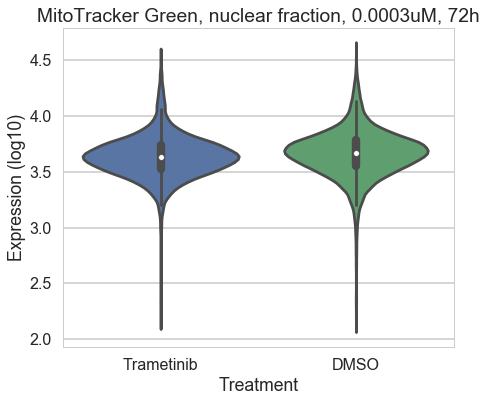 MitoTracker Green, nuclear fraction, 0.0003uM, 72h
4.5
4.0
3.5
3.0
2.5
2.0
Expression (log10)
Trametinib DMSO
Treatment